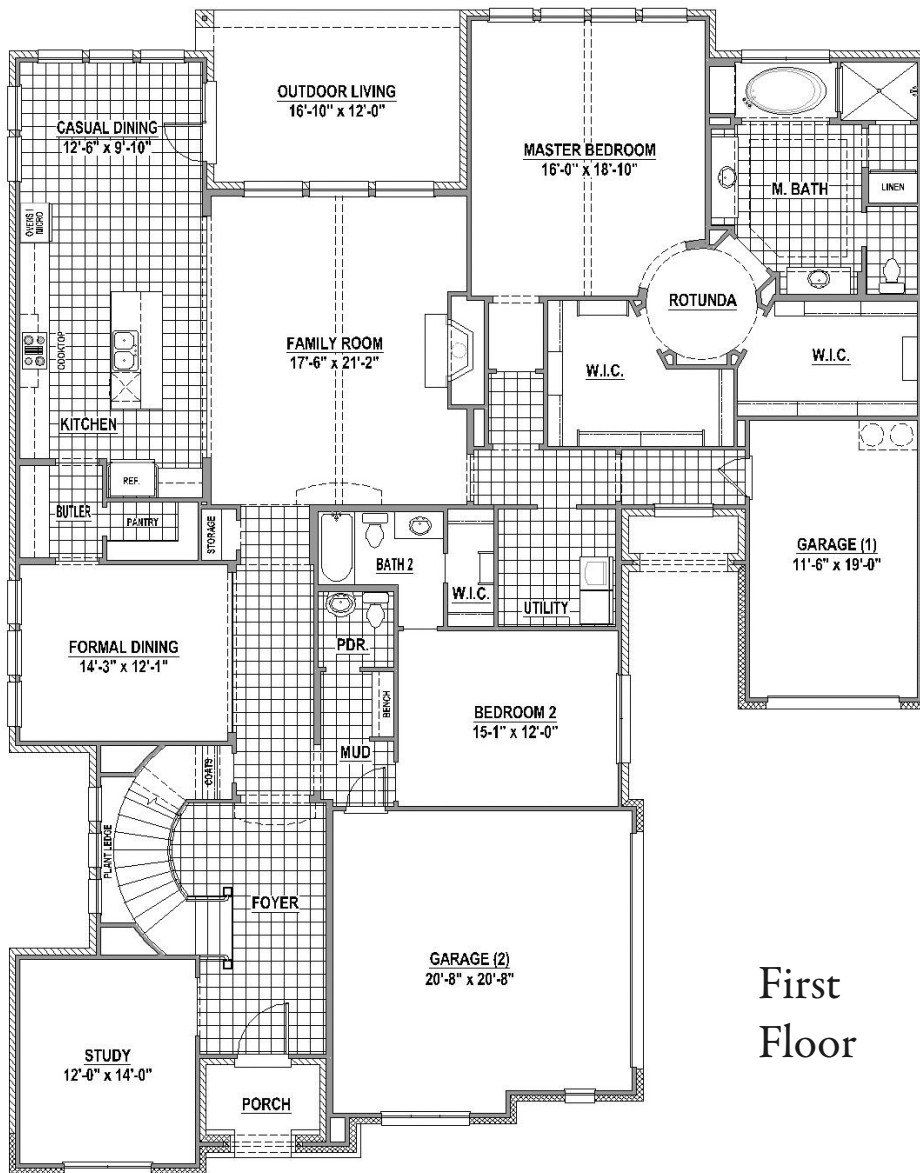 OUTDOOR LIVING
16'-10" x 12'-0"
CASUAL DINING
12'-6" x 9'-10"
MASTER BEDROOM
16'-0" x 18'-10"
M. BATH
LINEN
OVENS/
MICRO
ROTUNDA
COOKTOP
FAMILY ROOM
17'-6" x 21'-2"
W.I.C.
W.I.C.
KITCHEN
REF.
BUTLER
PANTRY
STORAGE
BATH 2
W.I.C.
UTILITY
GARAGE (1)
11'-6" x 19'-0"
FORMAL DINING
14'-3" x 12'-1"
PDR.
BENCH
BEDROOM 2
15'-1" x 12'-0"
MUD
COATS
PLANT LEDGE
FOYER
GARAGE (2)
20'-8" x 20'-8"
First
Floor
STUDY
12'-0" x 14'-0"
PORCH